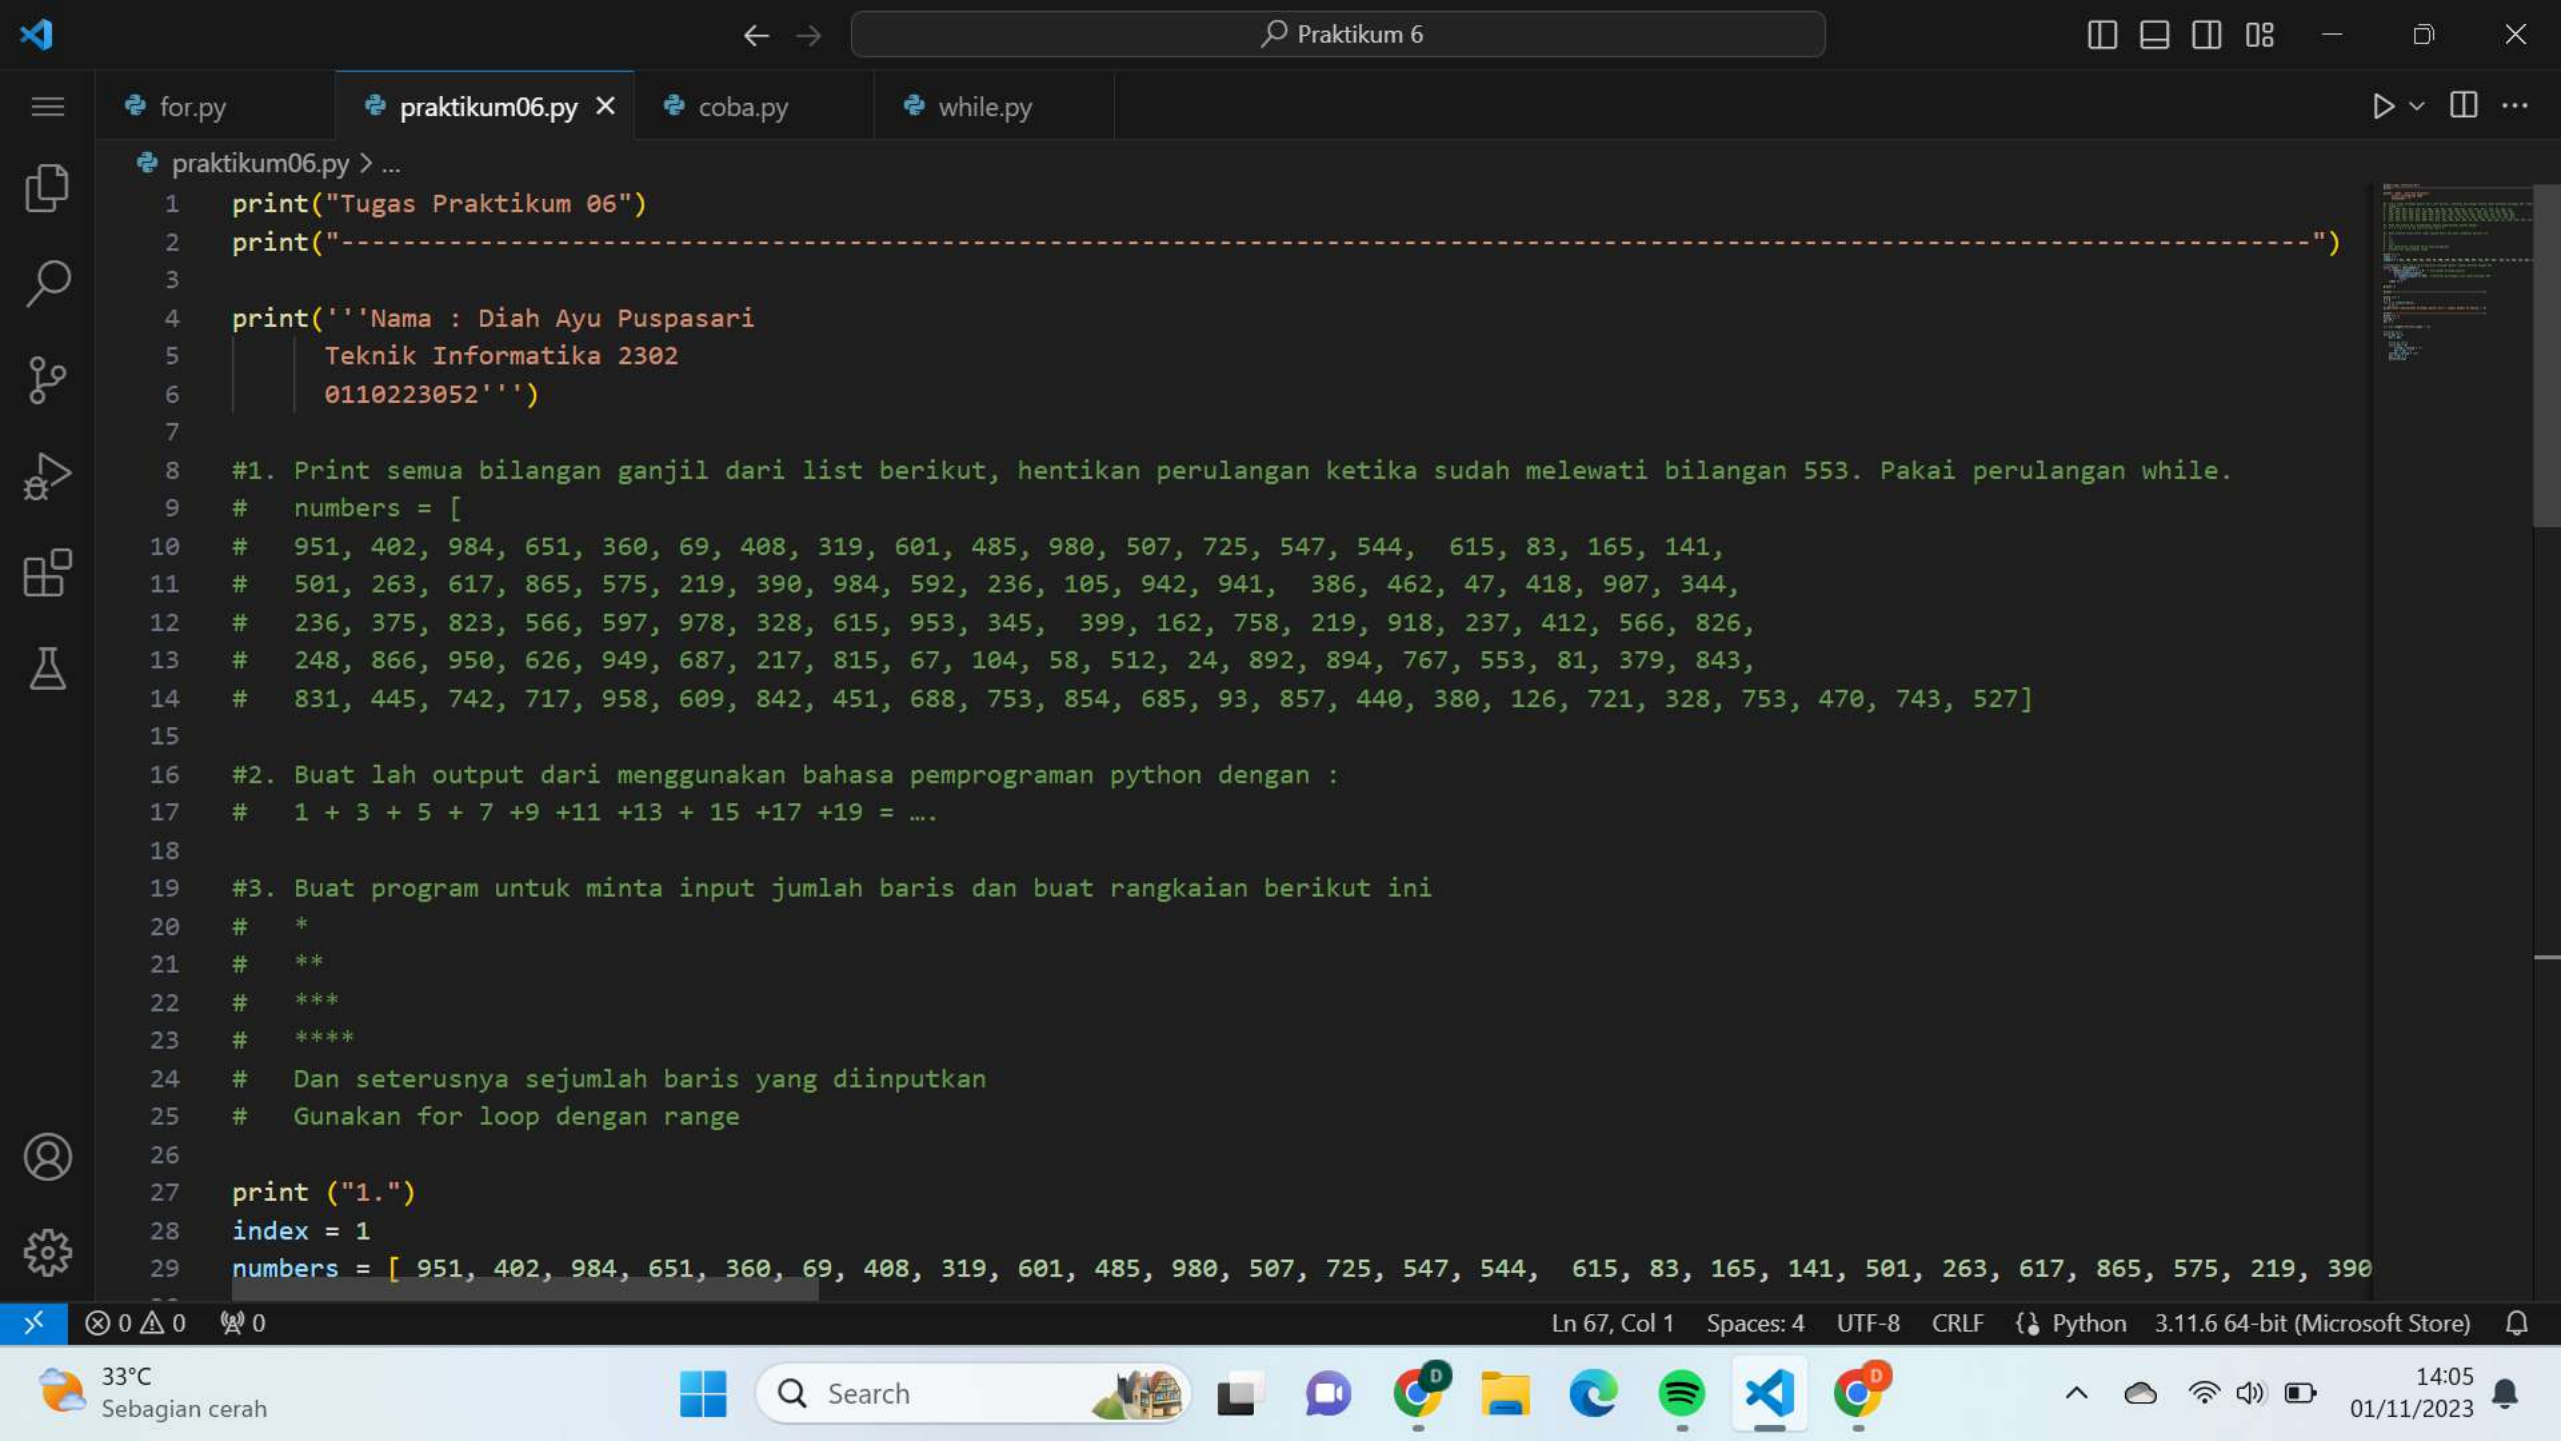 Praktikum 6
for.py praktikum06.py coba.py while.py
praktikum06.py > ...
1 print("Tugas Praktikum 06")
2 print("--------------------------------------------------------------------------------------------------------------------------------")
3
4 print('''Nama : Diah Ayu Puspasari
5 Teknik Informatika 2302
6 0110223052''')
7
8 #1. Print semua bilangan ganjil dari list berikut, hentikan perulangan ketika sudah melewati bilangan 553. Pakai perulangan while.
9 # numbers = [
10 # 951, 402, 984, 651, 360, 69, 408, 319, 601, 485, 980, 507, 725, 547, 544, 615, 83, 165, 141,
11 # 501, 263, 617, 865, 575, 219, 390, 984, 592, 236, 105, 942, 941, 386, 462, 47, 418, 907, 344,
12 # 236, 375, 823, 566, 597, 978, 328, 615, 953, 345, 399, 162, 758, 219, 918, 237, 412, 566, 826,
13 # 248, 866, 950, 626, 949, 687, 217, 815, 67, 104, 58, 512, 24, 892, 894, 767, 553, 81, 379, 843,
14 # 831, 445, 742, 717, 958, 609, 842, 451, 688, 753, 854, 685, 93, 857, 440, 380, 126, 721, 328, 753, 470, 743, 527]
15
16 #2. Buat lah output dari menggunakan bahasa pemprograman python dengan :
17 # 1 + 3 + 5 + 7 +9 +11 +13 + 15 +17 +19 = ….
18
19 #3. Buat program untuk minta input jumlah baris dan buat rangkaian berikut ini
20 # *
21 # **
22 # ***
23 # ****
24 # Dan seterusnya sejumlah baris yang diinputkan
25 # Gunakan for loop dengan range
26
27 print ("1.")
28 index = 1
29 numbers = [ 951, 402, 984, 651, 360, 69, 408, 319, 601, 485, 980, 507, 725, 547, 544, 615, 83, 165, 141, 501, 263, 617, 865, 575, 219, 390
0 0 0 Ln 67, Col 1 Spaces: 4 UTF-8 CRLF Python 3.11.6 64-bit (Microsoft Store)
33°C
Sebagian cerah
Search
D
D
14:05
01/11/2023